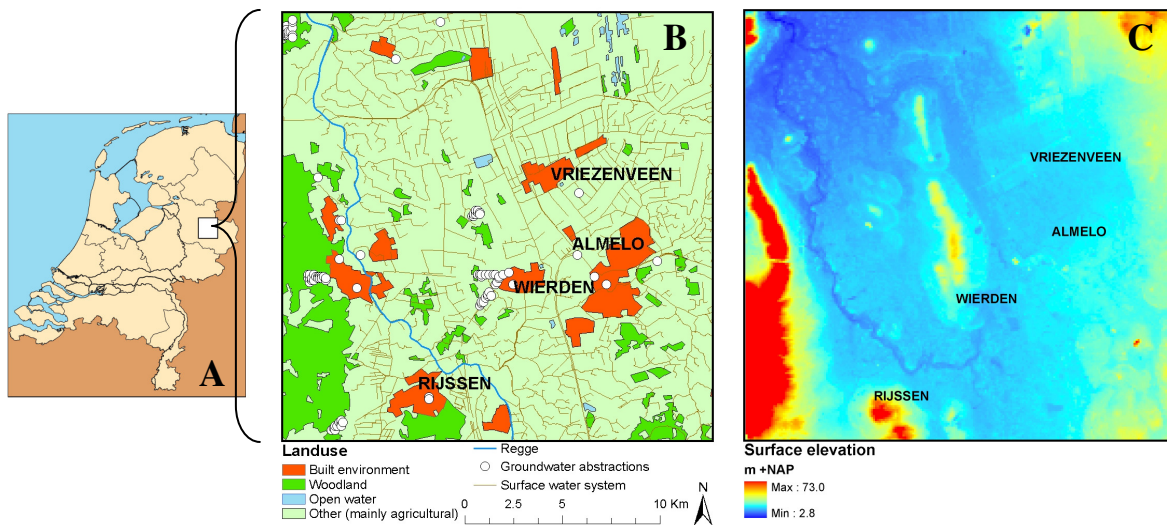 A
B
VRIEZENVEEN
ALMELO
WIERDEN
RIJSSEN
C
VRIEZENVEEN
ALMELO
WIERDEN
RIJSSEN
Landuse
Built environment
Woodland
Open water
Other (mainly agricultural)
Regge
Groundwater abstractions
Surface water system
0 2.5 5 10 Km
N
Surface elevation
m +NAP
Max : 73.0
Min : 2.8